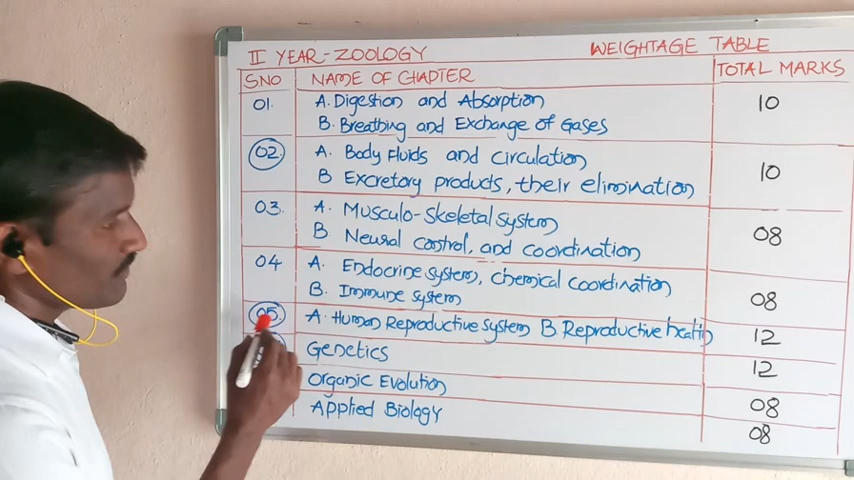 II YEAR-ZOOLOGY WEIGHTAGE TABLE
S.NO NAME OF CHAPTER TOTAL MARKS
01. A. Digestion and Absorption 10
B. Breathing and Exchange of Gases
02. A. Body Fluids and circulation 10
B Excretory products, their elimination
03. A. Musculo-Skeletal system 08
B Neural control, and coordination
04 A. Endocrine system, chemical coordination 08
B. Immune system
05. A. Human Reproductive system B. Reproductive health 12
Genetics 12
Organic Evolution 08
Applied Biology 08